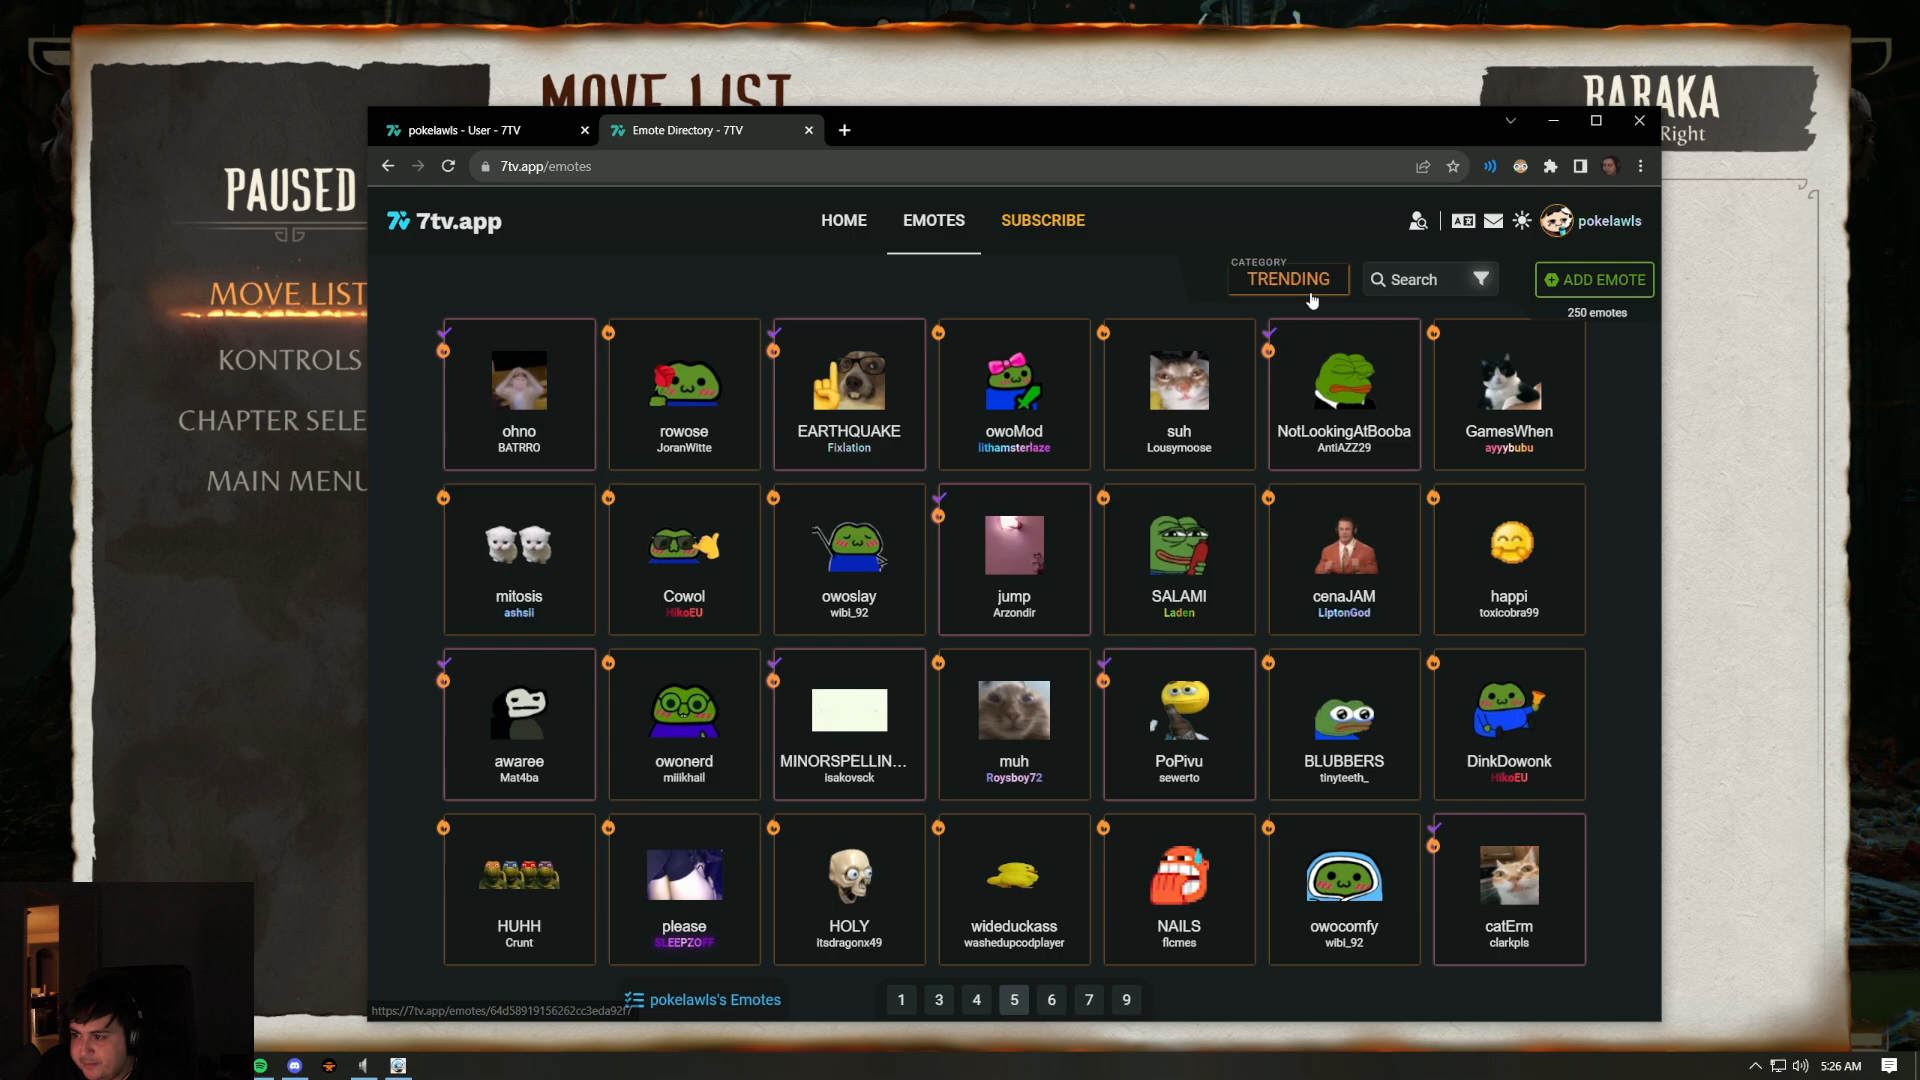 MOVE LIST
BARAKA
Right
PAUSED
MOVE LIST
KONTROLS
CHAPTER SELE
MAIN MENU
pokelawls - User - 7TV
Emote Directory - 7TV
7tv.app/emotes
7tv.app
HOME
EMOTES
SUBSCRIBE
pokelawls
CATEGORY
TRENDING
Search
ADD EMOTE
250 emotes
ohno
BATRRO
rowose
JoranWitte
EARTHQUAKE
Fixlation
owoMod
lithamsterlaze
suh
Lousymoose
NotLookingAtBooba
AntiAZZ29
GamesWhen
ayyybubu
mitosis
ashsii
Cowol
HikoEU
owoslay
wibi_92
jump
Arzondir
SALAMI
Laden
cenaJAM
LiptonGod
happi
toxicobra99
awaree
Mat4ba
owonerd
miiikhail
MINORSPELLIN...
isakovsck
muh
Roysboy72
PoPivu
sewerto
BLUBBERS
tinyteeth_
DinkDowonk
HikoEU
HUHH
Crunt
please
SLEEPZOFF
HOLY
Itsdragonx49
wideduckass
washedupcodplayer
NAILS
flcmes
owocomfy
wibi_92
catErm
clarkpls
pokelawls's Emotes
1 3 4 5 6 7 9
https://7tv.app/emotes/64d58919156262cc3eda92f7
5:26 AM